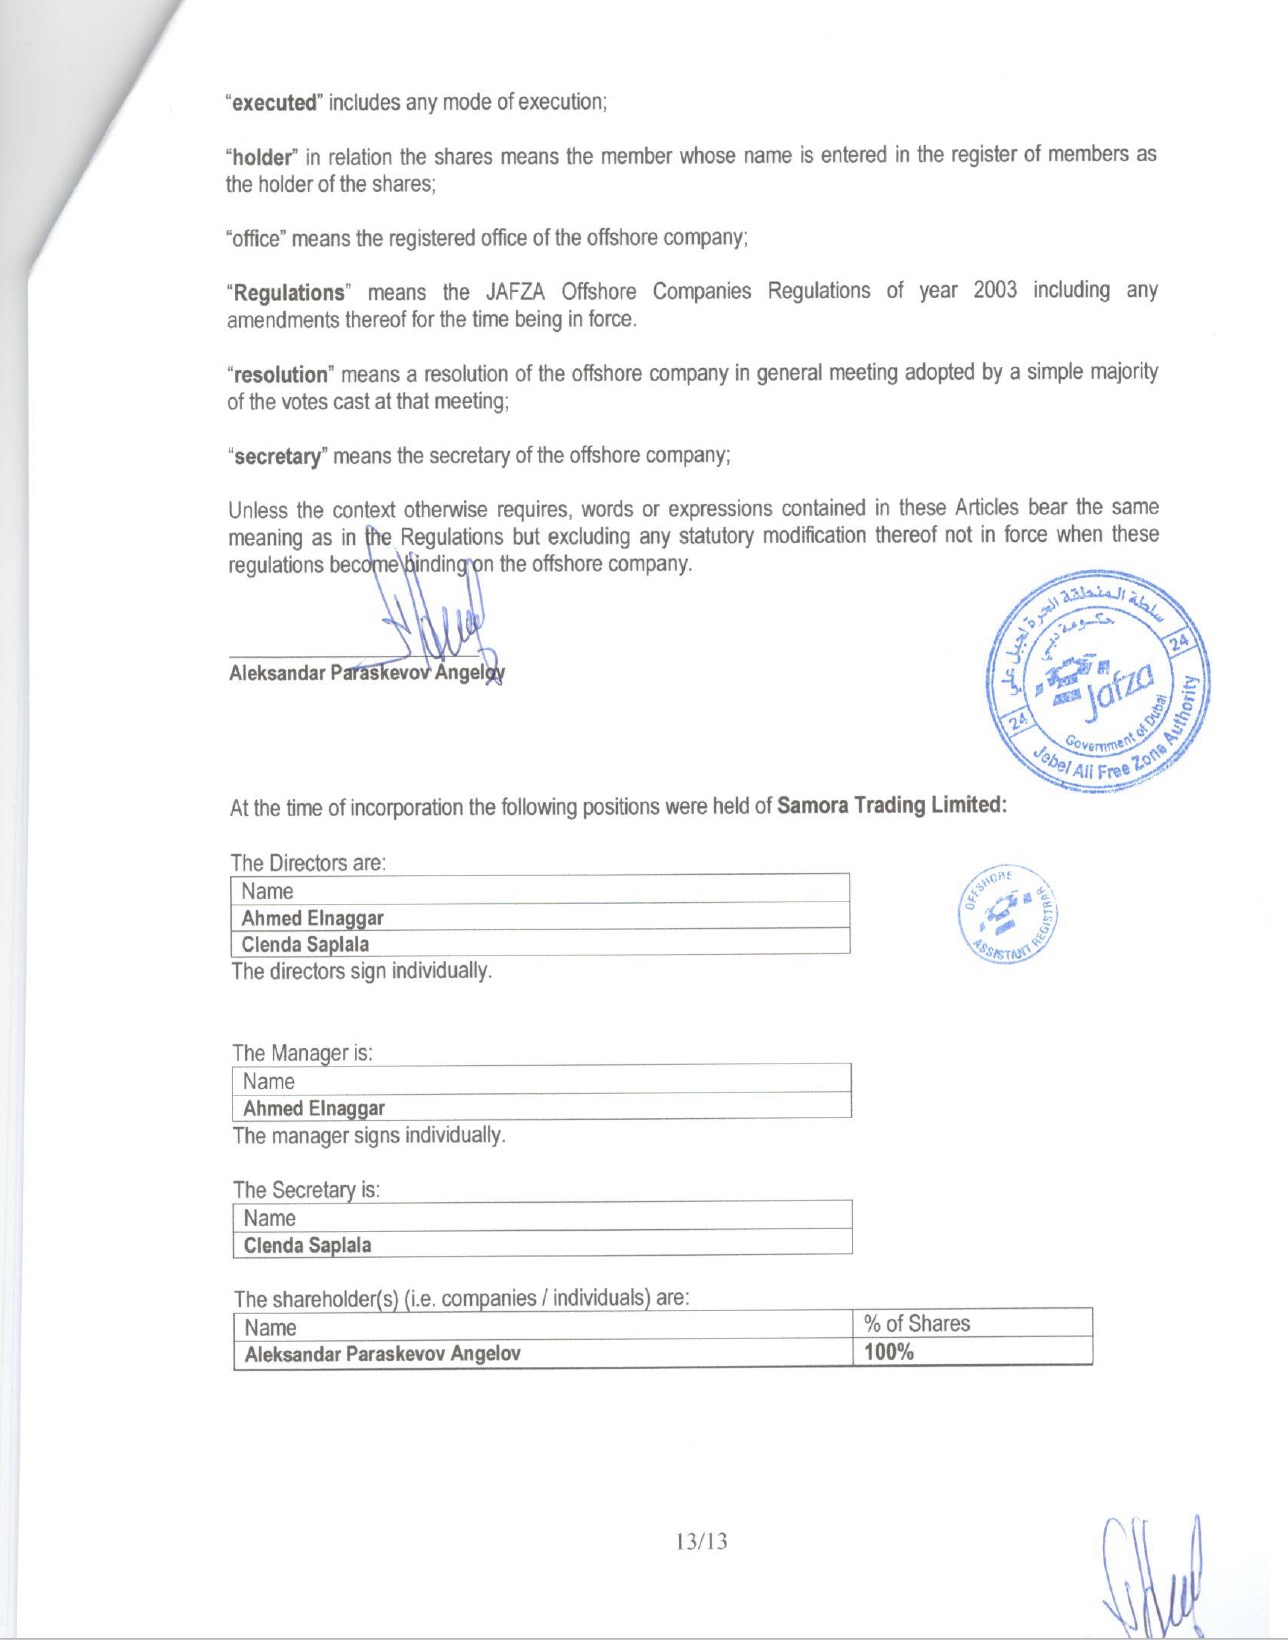 “executed” includes any mode of execution;
“holder” in relation the shares means the member whose name is entered in the register of members as
the holder of the shares;
“office” means the registered office of the offshore company;
“Regulations” means the JAFZA Offshore Companies Regulations of year 2003 including any
amendments thereof for the time being in force.
“resolution” means a resolution of the offshore company in general meeting adopted by a simple majority
of the votes cast at that meeting;
“secretary” means the secretary of the offshore company;
Unless the context otherwise requires, words or expressions contained in these Articles bear the same
meaning as in the Regulations but excluding any statutory modification thereof not in force when these
regulations become binding on the offshore company.
Aleksandar Paraskevov Angelov
سلطة المنطقة الحرة لجبل علي
حكومة دبي
24
Jafza
24
Government of Dubai
Jebel Ali Free Zone Authority
At the time of incorporation the following positions were held of Samora Trading Limited:
The Directors are:
Name
Ahmed Elnaggar
Clenda Saplala
The directors sign individually.
OFFSHORE
ASSISTANT REGISTRAR
The Manager is:
Name
Ahmed Elnaggar
The manager signs individually.
The Secretary is:
Name
Clenda Saplala
The shareholder(s) (i.e. companies / individuals) are:
Name % of Shares
Aleksandar Paraskevov Angelov 100%
13/13